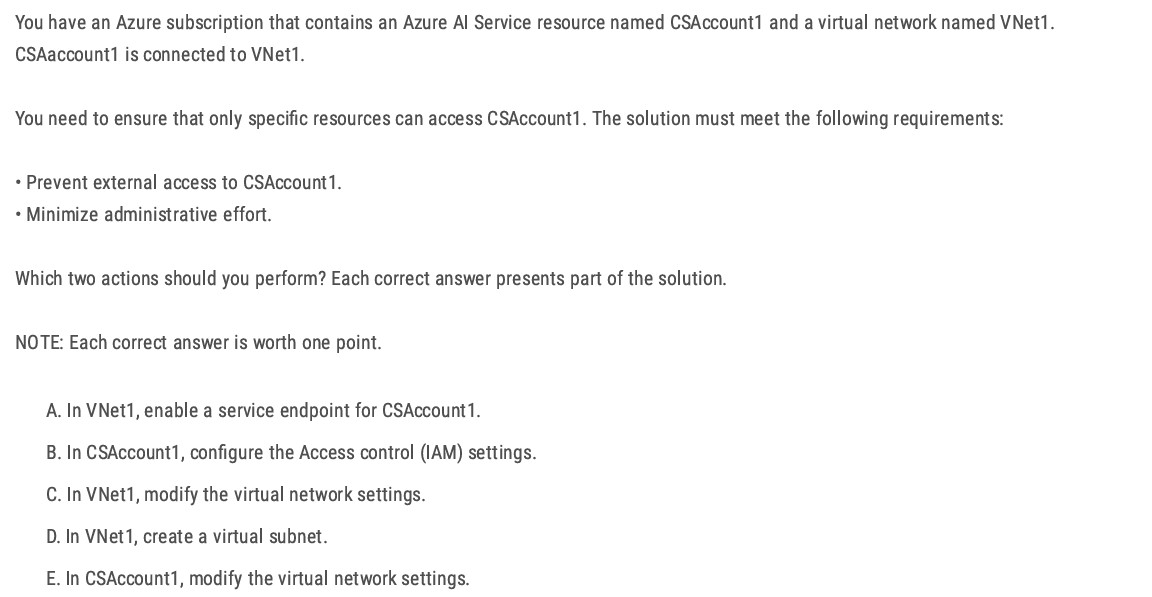 You have an Azure subscription that contains an Azure AI Service resource named CSAccount1 and a virtual network named VNet1.
CSAaccount1 is connected to VNet1.
You need to ensure that only specific resources can access CSAccount1. The solution must meet the following requirements:
• Prevent external access to CSAccount1.
• Minimize administrative effort.
Which two actions should you perform? Each correct answer presents part of the solution.
NOTE: Each correct answer is worth one point.
A. In VNet1, enable a service endpoint for CSAccount1.
B. In CSAccount1, configure the Access control (IAM) settings.
C. In VNet1, modify the virtual network settings.
D. In VNet1, create a virtual subnet.
E. In CSAccount1, modify the virtual network settings.